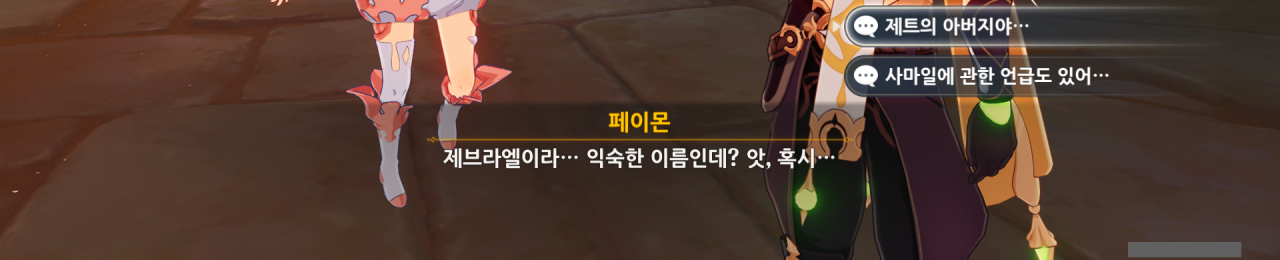 제트의 아버지야…
사마일에 관한 언급도 있어…
페이몬
제브라엘이라… 익숙한 이름인데? 앗, 혹시…